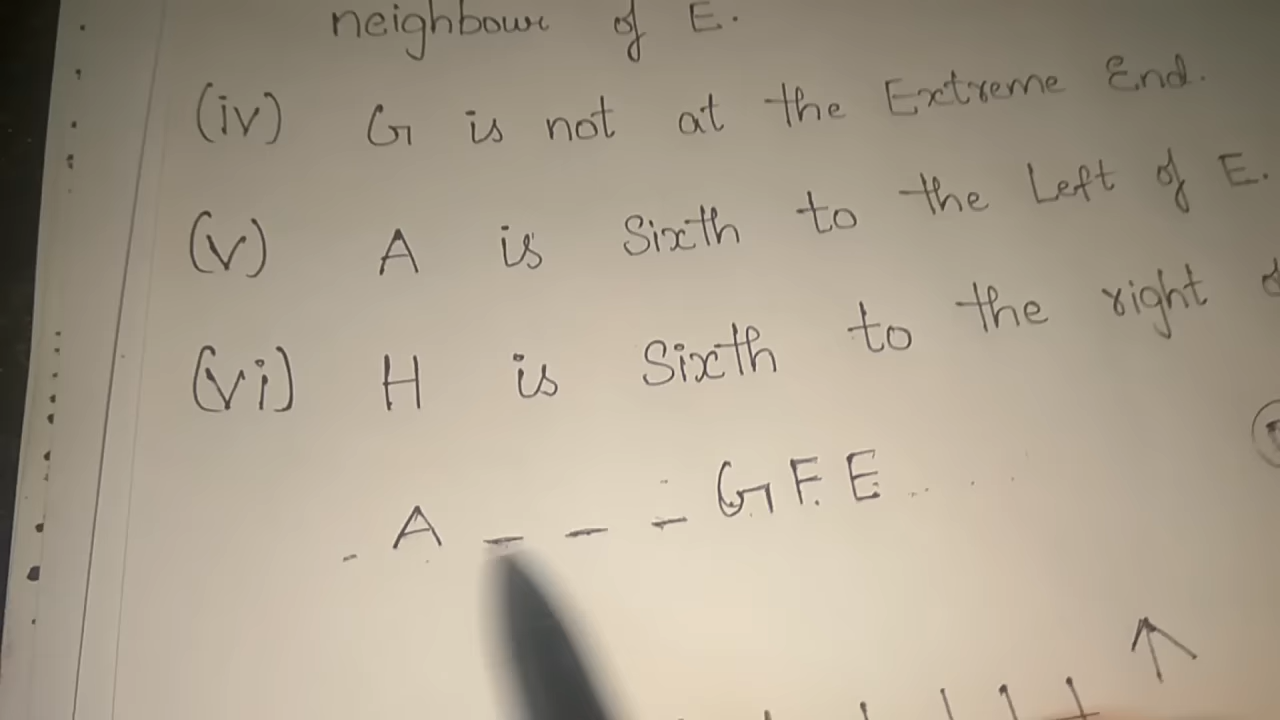 neighbour of E.
(iv) G is not at the Extreme End.
(v) A is Sixth to the Left of E.
(vi) H is Sixth to the right
- A _ _ _ G F E